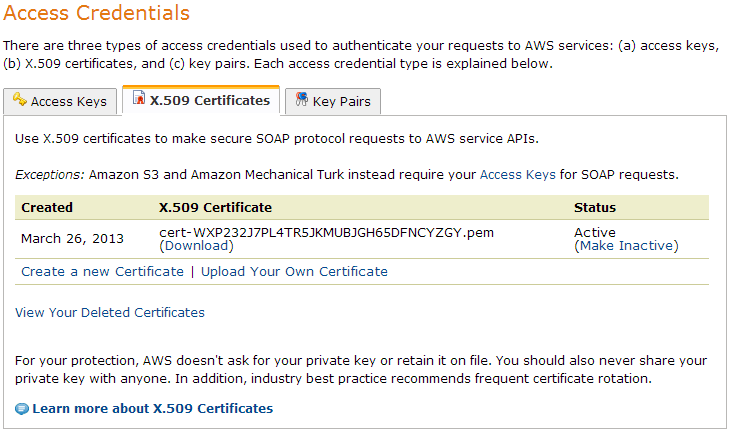 Access Credentials
There are three types of access credentials used to authenticate your requests to AWS services: (a) access keys,
(b) X.509 certificates, and (c) key pairs. Each access credential type is explained below.
Access Keys X.509 Certificates Key Pairs
Use X.509 certificates to make secure SOAP protocol requests to AWS service APIs.
Exceptions: Amazon S3 and Amazon Mechanical Turk instead require your Access Keys for SOAP requests.
Created X.509 Certificate Status
March 26, 2013 cert-WXP232J7PL4TR5JKMUBJGH65DFNCYZGY.pem Active
(Download) (Make Inactive)
Create a new Certificate | Upload Your Own Certificate
View Your Deleted Certificates
For your protection, AWS doesn't ask for your private key or retain it on file. You should also never share your
private key with anyone. In addition, industry best practice recommends frequent certificate rotation.
Learn more about X.509 Certificates